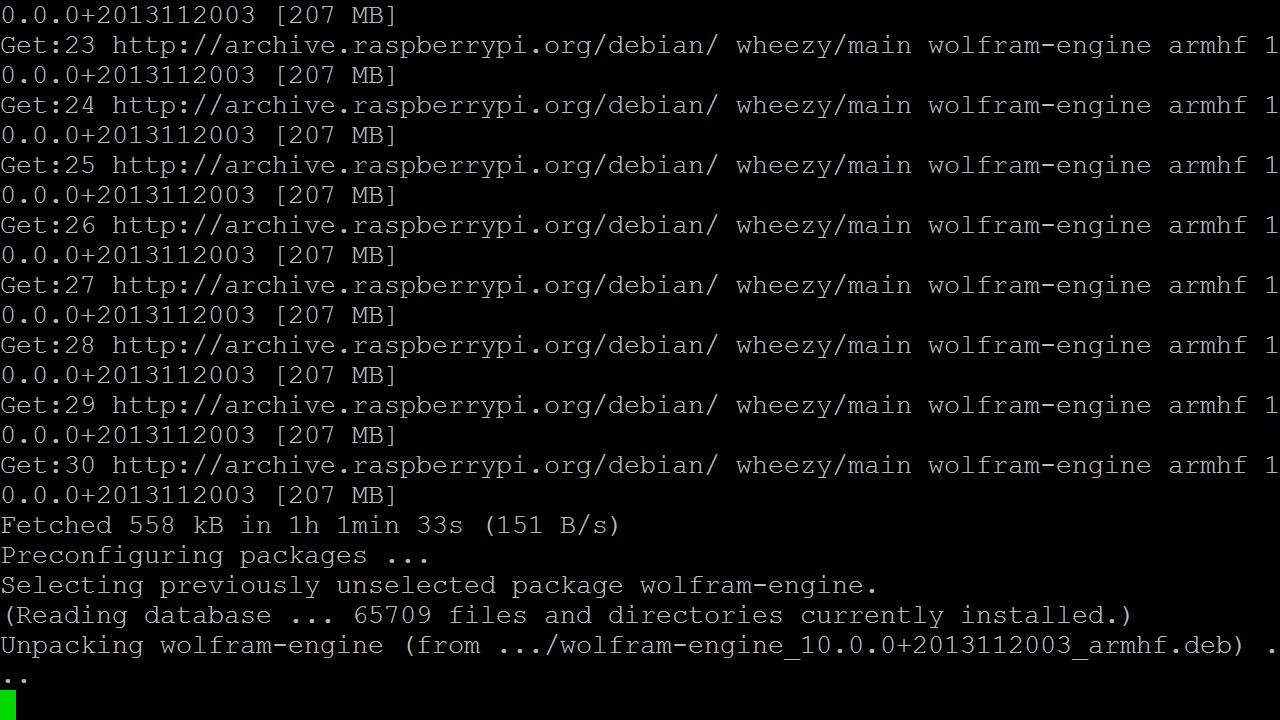 0.0.0+2013112003 [207 MB]
Get:23 http://archive.raspberrypi.org/debian/ wheezy/main wolfram-engine armhf 1
0.0.0+2013112003 [207 MB]
Get:24 http://archive.raspberrypi.org/debian/ wheezy/main wolfram-engine armhf 1
0.0.0+2013112003 [207 MB]
Get:25 http://archive.raspberrypi.org/debian/ wheezy/main wolfram-engine armhf 1
0.0.0+2013112003 [207 MB]
Get:26 http://archive.raspberrypi.org/debian/ wheezy/main wolfram-engine armhf 1
0.0.0+2013112003 [207 MB]
Get:27 http://archive.raspberrypi.org/debian/ wheezy/main wolfram-engine armhf 1
0.0.0+2013112003 [207 MB]
Get:28 http://archive.raspberrypi.org/debian/ wheezy/main wolfram-engine armhf 1
0.0.0+2013112003 [207 MB]
Get:29 http://archive.raspberrypi.org/debian/ wheezy/main wolfram-engine armhf 1
0.0.0+2013112003 [207 MB]
Get:30 http://archive.raspberrypi.org/debian/ wheezy/main wolfram-engine armhf 1
0.0.0+2013112003 [207 MB]
Fetched 558 kB in 1h 1min 33s (151 B/s)
Preconfiguring packages ...
Selecting previously unselected package wolfram-engine.
(Reading database ... 65709 files and directories currently installed.)
Unpacking wolfram-engine (from .../wolfram-engine_10.0.0+2013112003_armhf.deb) .
..